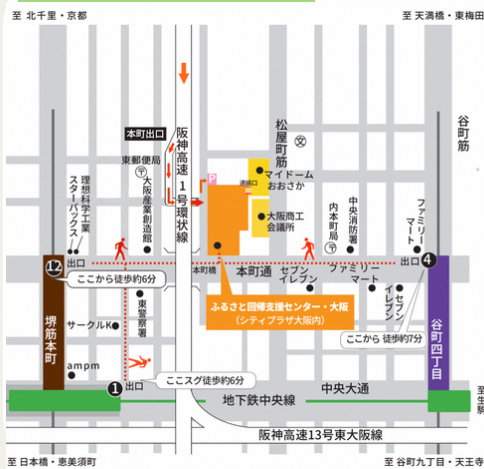 至 北千里・京都
至 天満橋・東梅田
本町出口
東郵便局
〒
大阪産業創造館
理想科学工業
スターバックス
阪神高速1号環状線
松屋町筋
文
P
連絡口
マイドーム
おおさか
大阪商工
会議所
内本町局
〒
中央消防署
ファミリー
マート
谷町筋
12
出口
ここから徒歩約6分
本町橋
本町通
セブン
イレブン
ファミリー
マート
出口
4
セブン
イレブン
ふるさと回帰支援センター・大阪
(シティプラザ大阪内)
ここから 徒歩約7分
堺筋本町
東警察署
サークルK
ampm
1
出口
ここスグ徒歩約6分
谷町四丁目
中央大通
地下鉄中央線
至
生
駒
阪神高速13号東大阪線
至 日本橋・恵美須町
至 谷町九丁目・天王寺